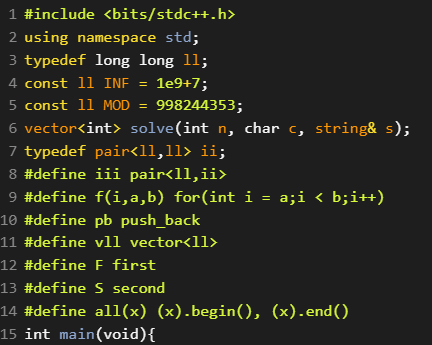 1 #include <bits/stdc++.h>
2 using namespace std;
3 typedef long long ll;
4 const ll INF = 1e9+7;
5 const ll MOD = 998244353;
6 vector<int> solve(int n, char c, string& s);
7 typedef pair<ll,ll> ii;
8 #define iii pair<ll,ii>
9 #define f(i,a,b) for(int i = a;i < b;i++)
10 #define pb push_back
11 #define vll vector<ll>
12 #define F first
13 #define S second
14 #define all(x) (x).begin(), (x).end()
15 int main(void){